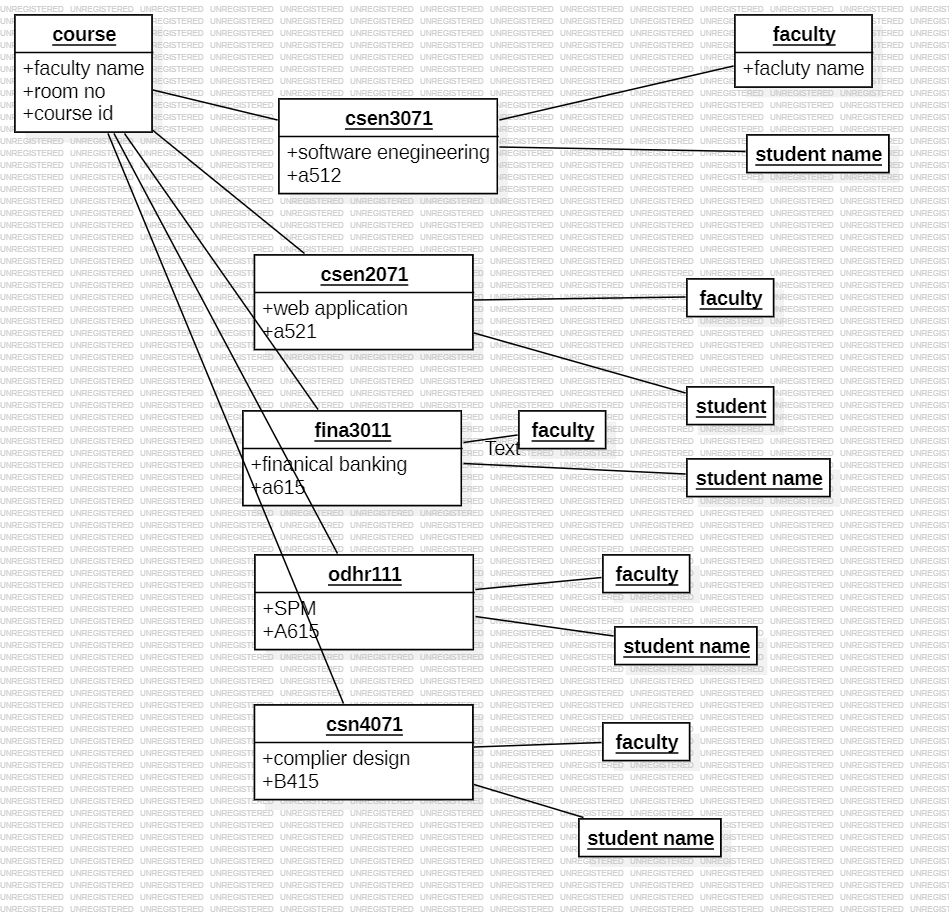 course
+faculty name
+room no
+course id
faculty
+facluty name
csen3071
+software enegineering
+a512
student name
csen2071
+web application
+a521
faculty
student
fina3011
+finanical banking
+a615
faculty
Text
student name
odhr111
+SPM
+A615
faculty
student name
csn4071
+complier design
+B415
faculty
student name
UNREGISTERED